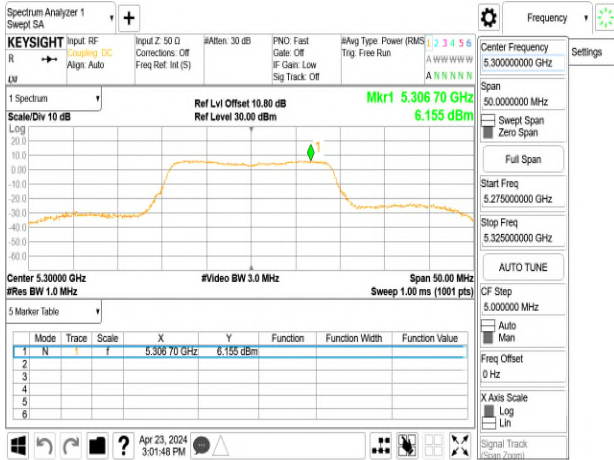 Spectrum Analyzer 1
Swept SA
+
Frequency
Settings
KEYSIGHT
R
Input: RF
Coupling: DC
Align: Auto
Input Z: 50 Ω
Corrections: Off
Freq Ref: Int (S)
#Atten: 30 dB
PNO: Fast
Gate: Off
IF Gain: Low
Sig Track: Off
#Avg Type: Power (RMS
Trig: Free Run
1 2 3 4 5 6
A W W W W W
A N N N N N
1 Spectrum
Scale/Div 10 dB
Ref Lvl Offset 10.80 dB
Ref Level 30.00 dBm
Mkr1 5.306 70 GHz
6.155 dBm
Log
20.0
10.0
0.00
-10.0
-20.0
-30.0
-40.0
-50.0
-60.0
1
Center 5.30000 GHz
#Res BW 1.0 MHz
#Video BW 3.0 MHz
Span 50.00 MHz
Sweep 1.00 ms (1001 pts)
5 Marker Table
Mode Trace Scale X Y Function Function Width Function Value
1 N 1 f 5.306 70 GHz 6.155 dBm
2
3
4
5
6
Apr 23, 2024
3:01:48 PM
Center Frequency
5.300000000 GHz
Span
50.0000000 MHz
Swept Span
Zero Span
Full Span
Start Freq
5.275000000 GHz
Stop Freq
5.325000000 GHz
AUTO TUNE
CF Step
5.000000 MHz
Auto
Man
Freq Offset
0 Hz
X Axis Scale
Log
Lin
Signal Track
(Span Zoom)